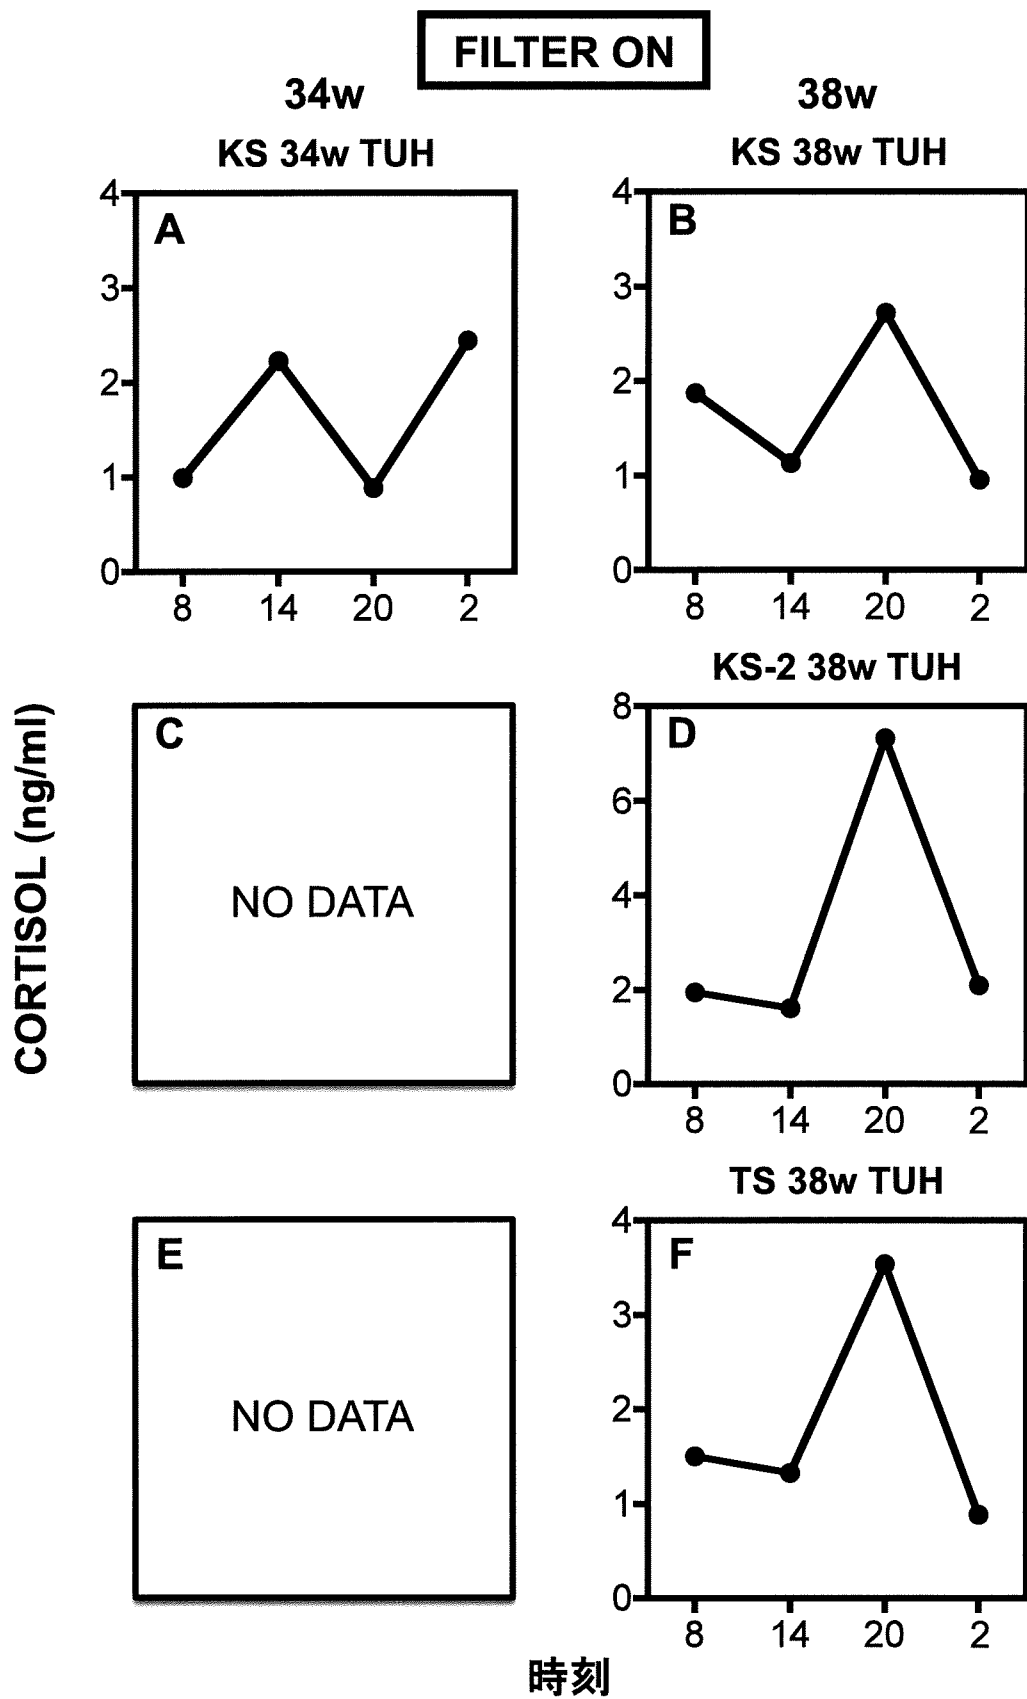 FILTER ON
34w
38w
KS 34w TUH
KS 38w TUH
A
4
3
2
1
0
8 14 20 2
B
4
3
2
1
0
8 14 20 2
CORTISOL (ng/ml)
C
NO DATA
KS-2 38w TUH
D
8
6
4
2
0
8 14 20 2
E
NO DATA
TS 38w TUH
F
4
3
2
1
0
8 14 20 2
時刻